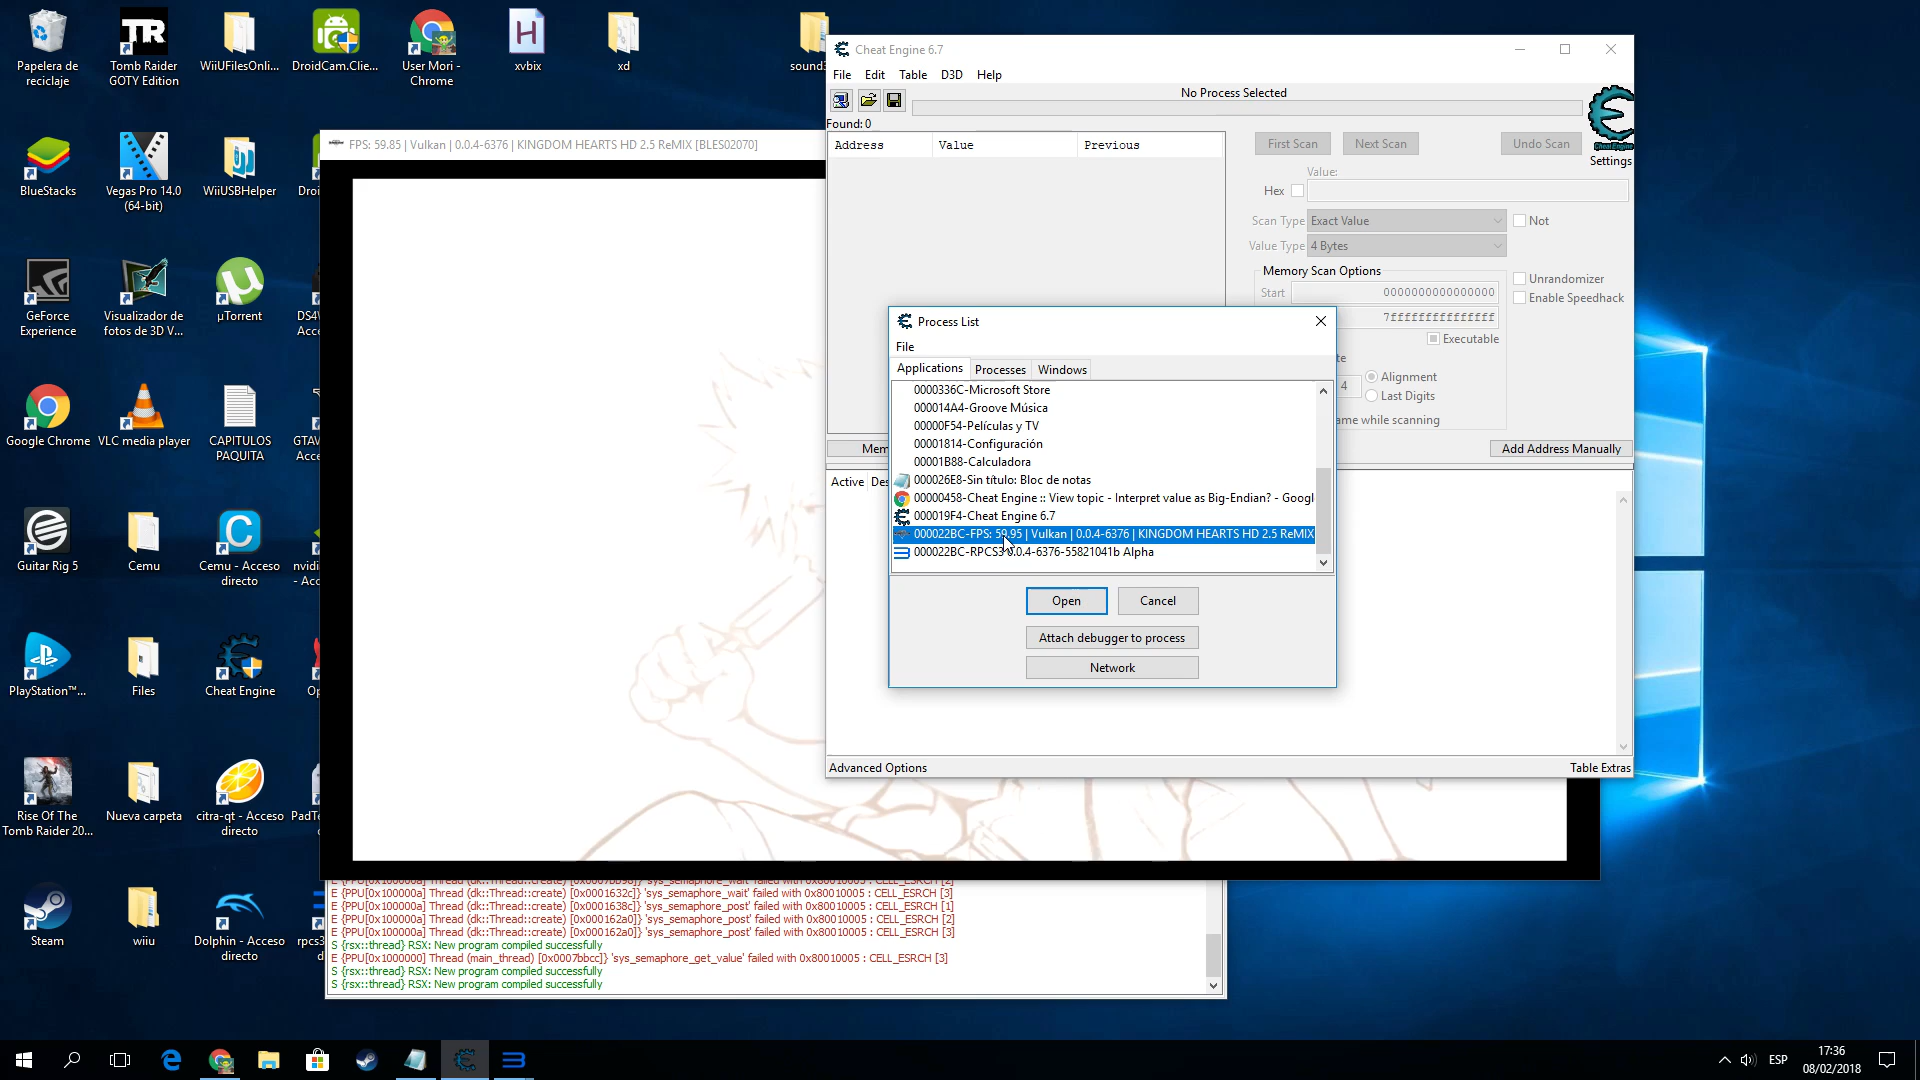 Papelera de reciclaje
Tomb Raider GOTY Edition
WiiUFilesOnli...
DroidCam.Clie...
User Mori - Chrome
xvbix
xd
BlueStacks
Vegas Pro 14.0 (64-bit)
WiiUSBHelper
GeForce Experience
Visualizador de fotos de 3D V...
µTorrent
Google Chrome
VLC media player
CAPITULOS PAQUITA
Guitar Rig 5
Cemu
Cemu - Acceso directo
PlayStation™...
Files
Cheat Engine
Rise Of The Tomb Raider 20...
Nueva carpeta
citra-qt - Acceso directo
Steam
wiiu
Dolphin - Acceso directo
FPS: 59.85 | Vulkan | 0.0.4-6376 | KINGDOM HEARTS HD 2.5 ReMIX [BLES02070]
Cheat Engine 6.7
File Edit Table D3D Help
No Process Selected
Found: 0
Address Value Previous
First Scan Next Scan Undo Scan
Settings
Value:
Hex
Scan Type Exact Value Not
Value Type 4 Bytes
Memory Scan Options
Start 0000000000000000
7fffffffffffffff
Unrandomizer
Enable Speedhack
Executable
4 Alignment
Last Digits
Add Address Manually
Active
Advanced Options Table Extras
Process List
File
Applications Processes Windows
0000336C-Microsoft Store
000014A4-Groove Música
00000F54-Películas y TV
00001814-Configuración
00001B88-Calculadora
000026E8-Sin título: Bloc de notas
00000458-Cheat Engine :: View topic - Interpret value as Big-Endian? - Googl
000019F4-Cheat Engine 6.7
000022BC-FPS: 59.95 | Vulkan | 0.0.4-6376 | KINGDOM HEARTS HD 2.5 ReMIX
000022BC-RPCS3 0.0.4-6376-55821041b Alpha
Open Cancel
Attach debugger to process
Network
E {PPU[0x100000a] Thread (dk::Thread::create) [0x0001632c]} 'sys_semaphore_wait' failed with 0x80010005 : CELL_ESRCH [3]
E {PPU[0x100000a] Thread (dk::Thread::create) [0x0001638c]} 'sys_semaphore_post' failed with 0x80010005 : CELL_ESRCH [1]
E {PPU[0x100000a] Thread (dk::Thread::create) [0x000162a0]} 'sys_semaphore_post' failed with 0x80010005 : CELL_ESRCH [2]
E {PPU[0x100000a] Thread (dk::Thread::create) [0x000162a0]} 'sys_semaphore_post' failed with 0x80010005 : CELL_ESRCH [3]
S {rsx::thread} RSX: New program compiled successfully
E {PPU[0x1000000] Thread (main_thread) [0x0007bbcc]} 'sys_semaphore_get_value' failed with 0x80010005 : CELL_ESRCH [3]
S {rsx::thread} RSX: New program compiled successfully
S {rsx::thread} RSX: New program compiled successfully
ESP
17:36
08/02/2018